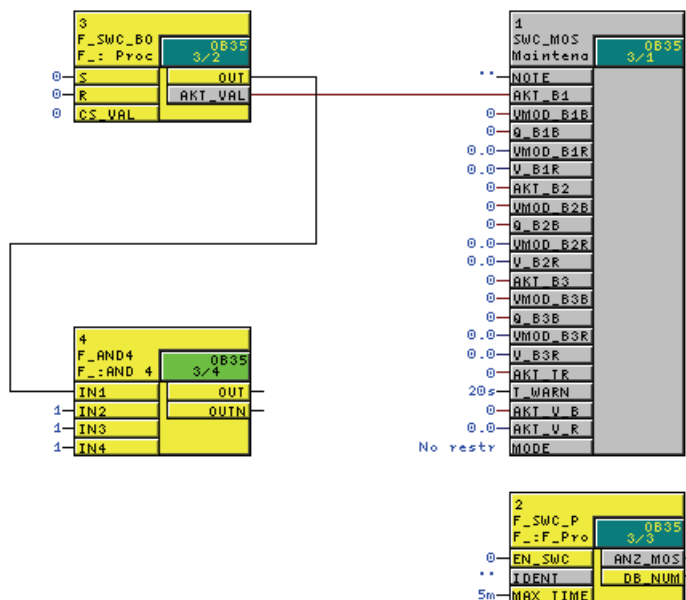 3
F_SWC_BO
F_: Proc
OB35
3/2
0 S OUT
0 R AKT_VAL
0 CS_VAL
1
SWC_MOS
Maintena
OB35
3/1
.. NOTE
AKT_B1
0 VMOD_B1B
0 Q_B1B
0.0 VMOD_B1R
0.0 V_B1R
0 AKT_B2
0 VMOD_B2B
0 Q_B2B
0.0 VMOD_B2R
0.0 V_B2R
0 AKT_B3
0 VMOD_B3B
0 Q_B3B
0.0 VMOD_B3R
0.0 V_B3R
0 AKT_TR
20s T_WARN
0 AKT_V_B
0.0 AKT_V_R
No restr MODE
4
F_AND4
F_:AND 4
OB35
3/4
IN1 OUT
1 IN2 OUTN
1 IN3
1 IN4
2
F_SWC_P
F_:F_Pro
OB35
3/3
0 EN_SWC ANZ_MOS
.. IDENT DB_NUM
5m MAX_TIME